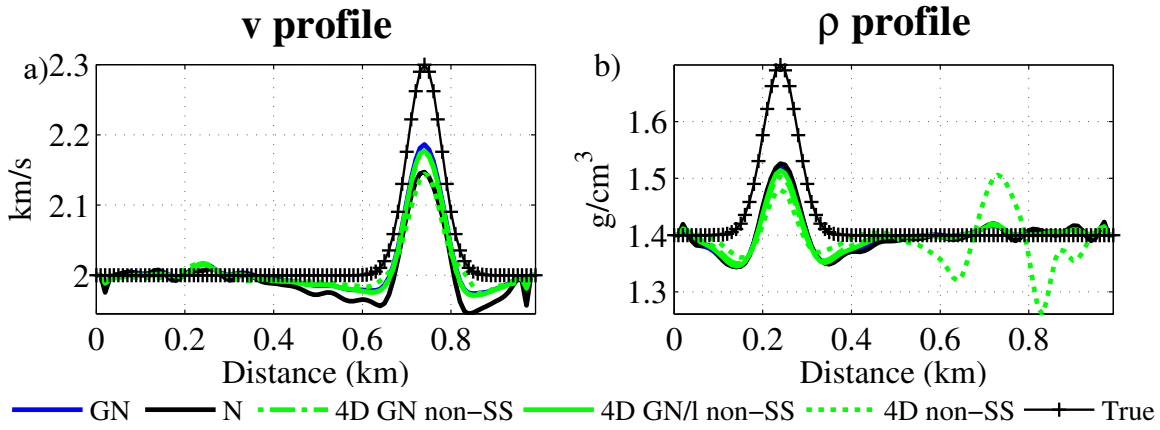 v profile
ρ profile
a)
2.3
2.2
2.1
2
km/s
0
0.2
0.4
0.6
0.8
Distance (km)
b)
1.6
1.5
1.4
1.3
g/cm³
0
0.2
0.4
0.6
0.8
Distance (km)
GN N 4D GN non−SS 4D GN/l non−SS 4D non−SS True